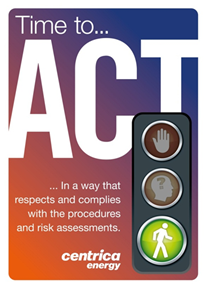 Time to...
ACT
... In a way that
respects and complies
with the procedures
and risk assessments.
?
centrica
energy